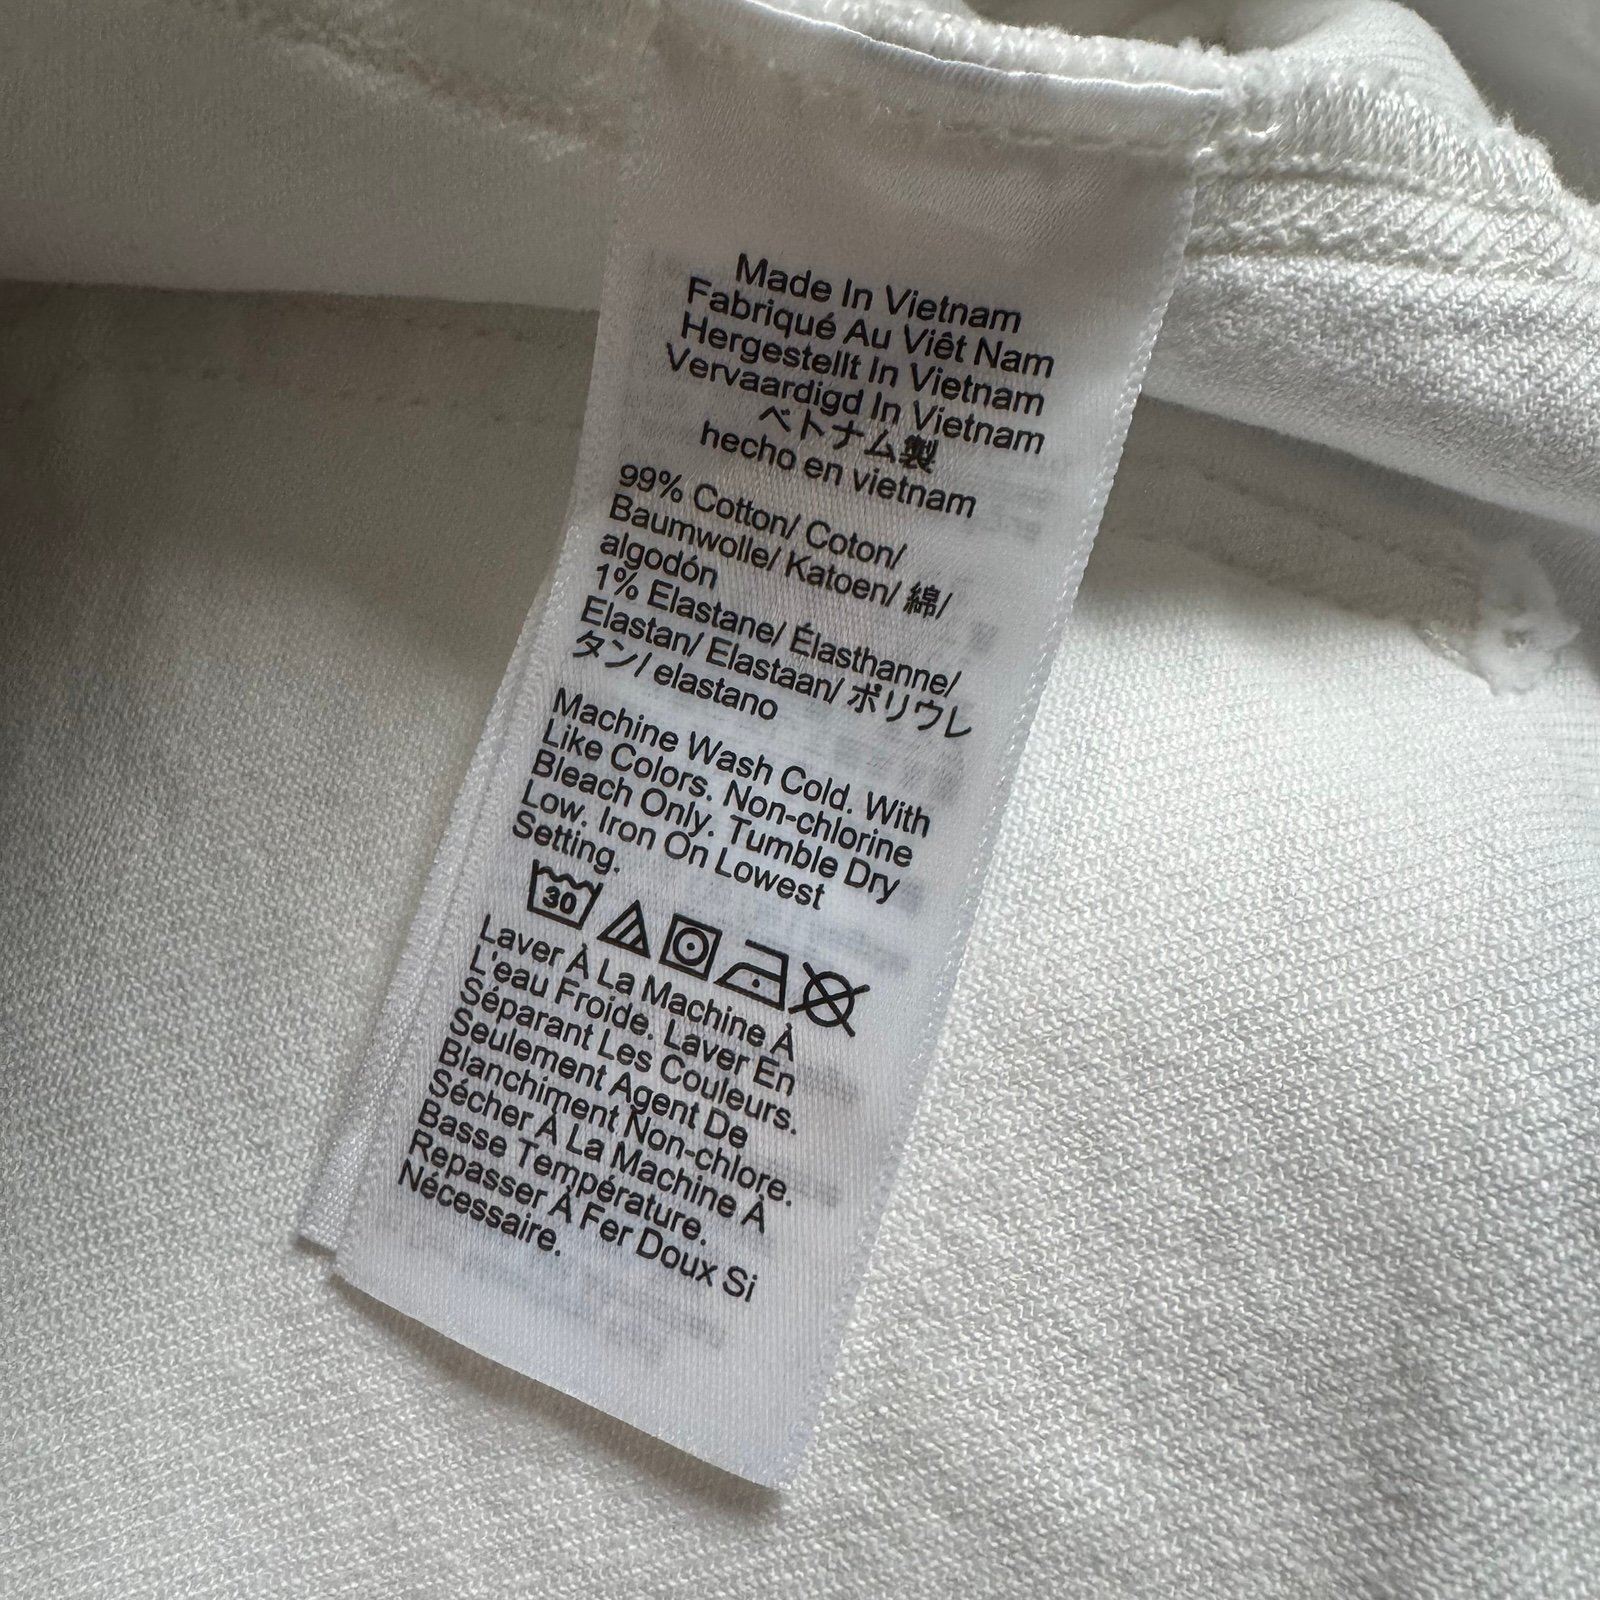 Made In Vietnam
Fabriqué Au Viêt Nam
Hergestellt In Vietnam
Vervaardigd In Vietnam
ベトナム製
hecho en vietnam
99% Cotton/ Coton/
Baumwolle/ Katoen/ 綿/
algodón
1% Elastane/ Élasthanne/
Elastan/ Elastaan/ ポリウレ
タン/ elastano
Machine Wash Cold. With
Like Colors. Non-chlorine
Bleach Only. Tumble Dry
Low. Iron On Lowest
Setting.
30
Laver À La Machine À
L'eau Froide. Laver En
Séparant Les Couleurs.
Seulement Agent De
Blanchiment Non-chlore.
Sécher À La Machine À
Basse Température.
Repasser À Fer Doux Si
Nécessaire.